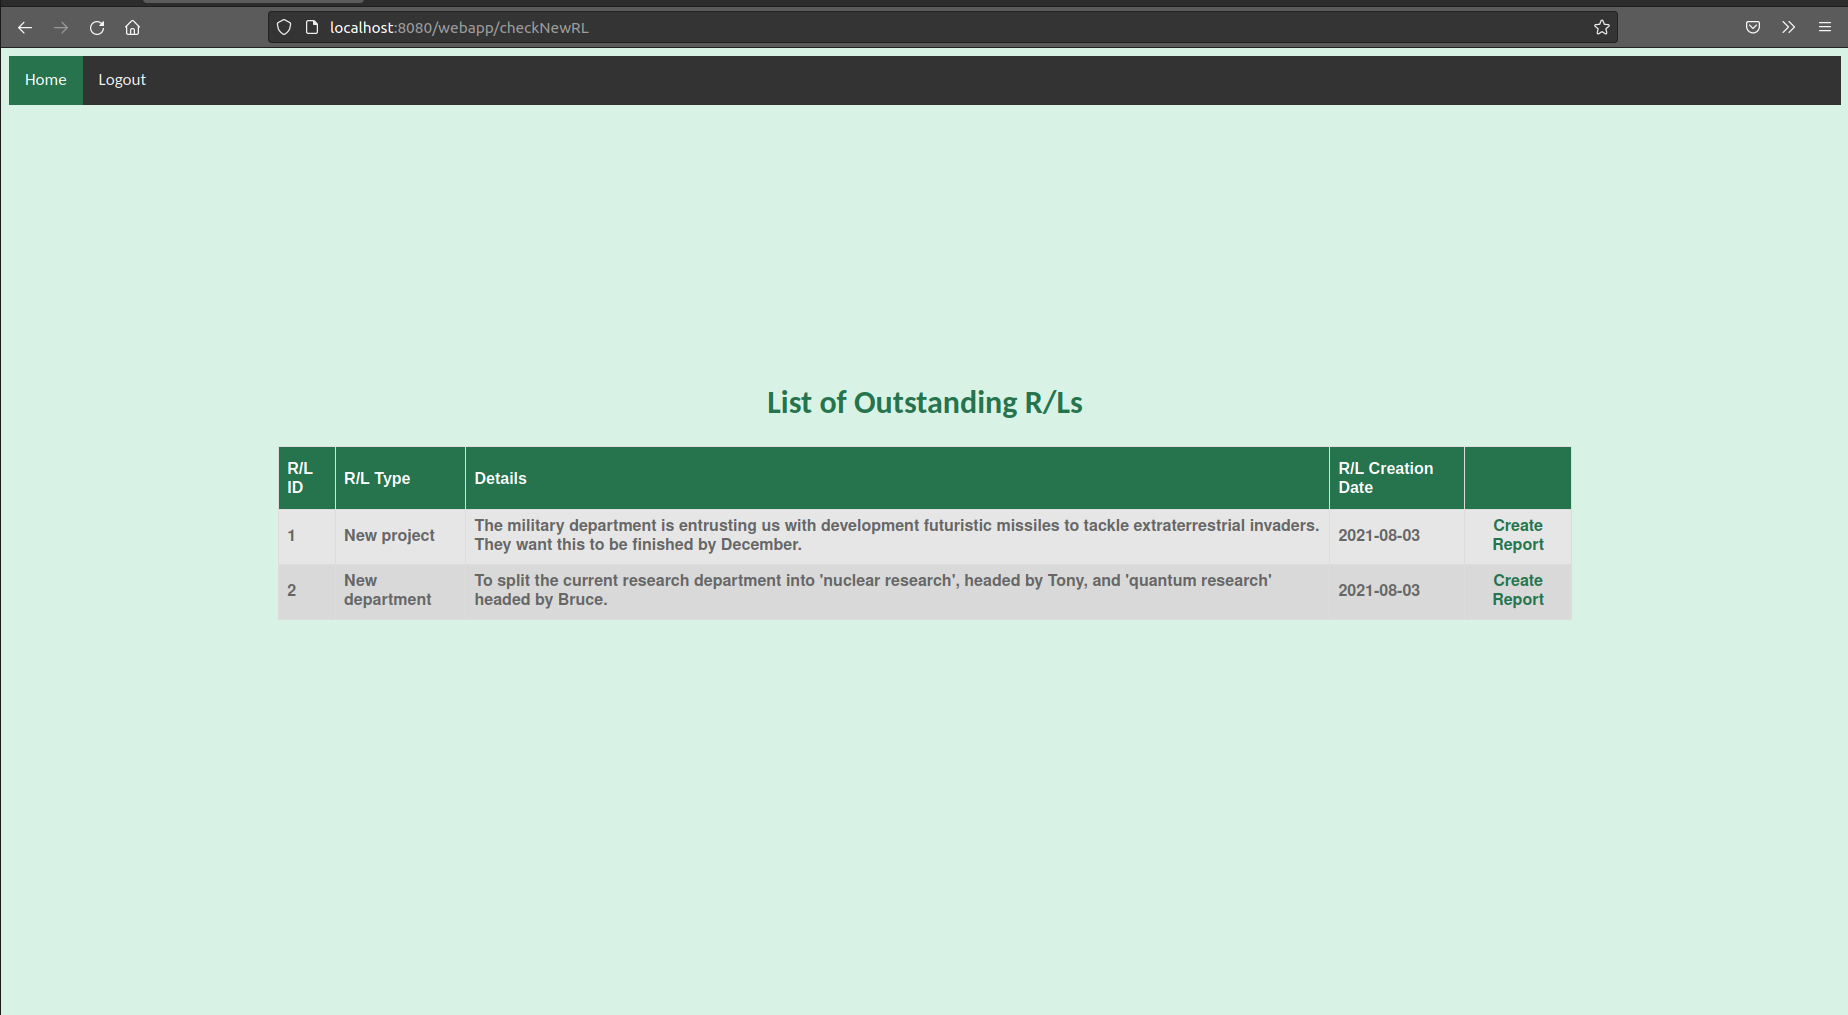 localhost:8080/webapp/checkNewRL
Home Logout
List of Outstanding R/Ls
R/L ID R/L Type Details R/L Creation Date
1 New project The military department is entrusting us with development futuristic missiles to tackle extraterrestrial invaders. They want this to be finished by December. 2021-08-03 Create Report
2 New department To split the current research department into 'nuclear research', headed by Tony, and 'quantum research' headed by Bruce. 2021-08-03 Create Report